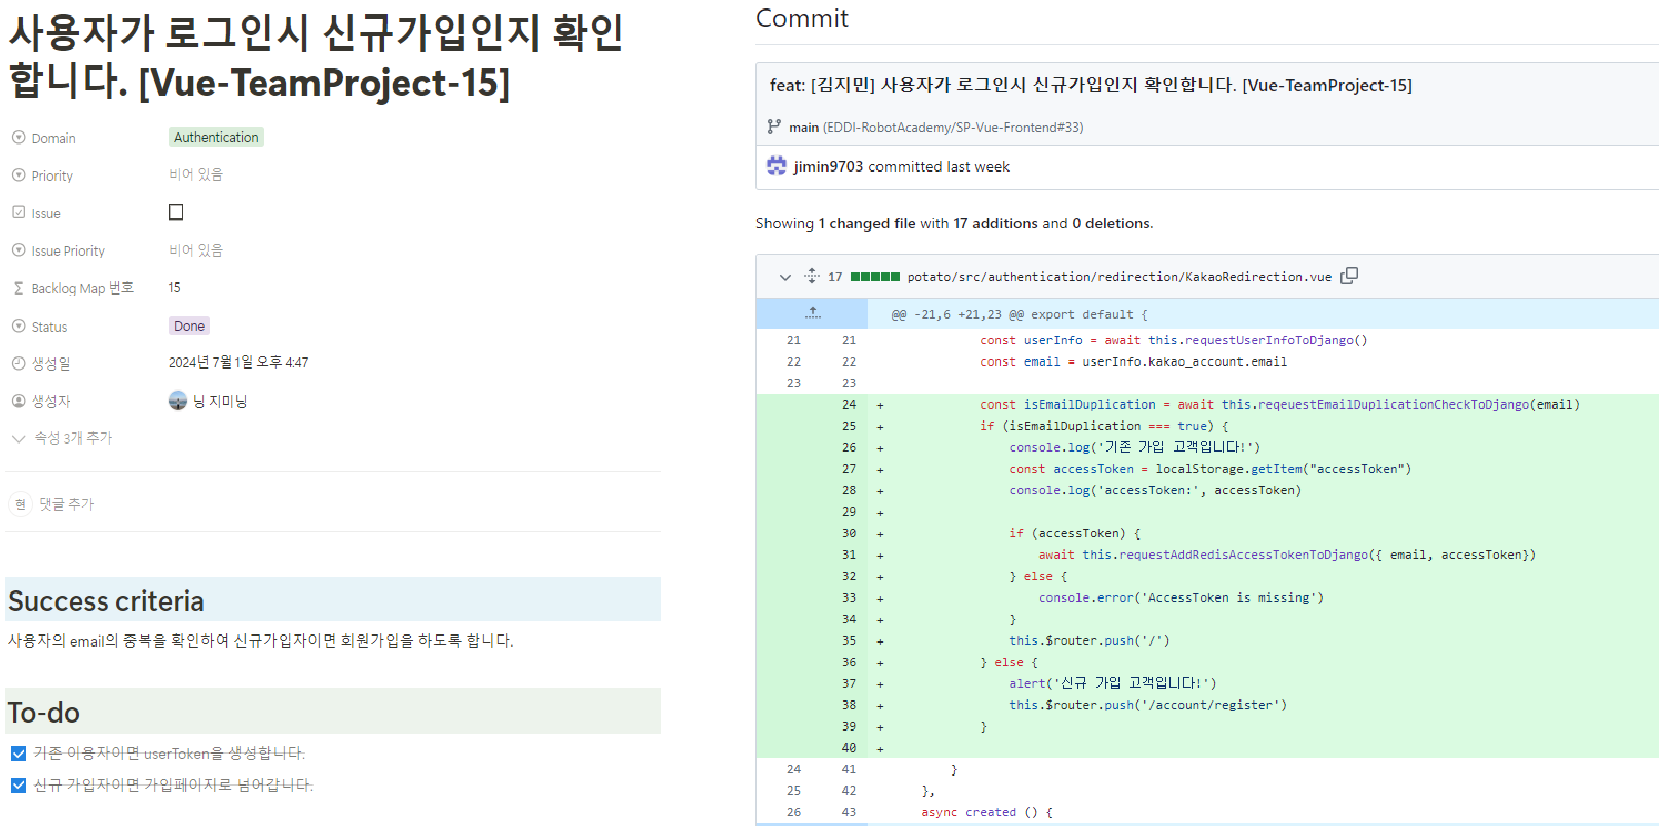 사용자가 로그인시 신규가입인지 확인
합니다. [Vue-TeamProject-15]
Domain Authentication
Priority 비어 있음
Issue
Issue Priority 비어 있음
Backlog Map 번호 15
Status Done
생성일 2024년 7월 1일 오후 4:47
생성자 닝 지미닝
속성 3개 추가
현 댓글 추가
Success criteria
사용자의 email의 중복을 확인하여 신규가입자이면 회원가입을 하도록 합니다.
To-do
기존 이용자이면 userToken을 생성합니다.
신규 가입자이면 가입페이지로 넘어갑니다.
Commit
feat: [김지민] 사용자가 로그인시 신규가입인지 확인합니다. [Vue-TeamProject-15]
main (EDDI-RobotAcademy/SP-Vue-Frontend#33)
jimin9703 committed last week
Showing 1 changed file with 17 additions and 0 deletions.
17 potato/src/authentication/redirection/KakaoRedirection.vue
@@ -21,6 +21,23 @@ export default {
21 21 const userInfo = await this.requestUserInfoToDjango()
22 22 const email = userInfo.kakao_account.email
23 23
24 + const isEmailDuplication = await this.reqeuestEmailDuplicationCheckToDjango(email)
25 + if (isEmailDuplication === true) {
26 + console.log('기존 가입 고객입니다!')
27 + const accessToken = localStorage.getItem("accessToken")
28 + console.log('accessToken:', accessToken)
29 +
30 + if (accessToken) {
31 + await this.requestAddRedisAccessTokenToDjango({ email, accessToken})
32 + } else {
33 + console.error('AccessToken is missing')
34 + }
35 + this.$router.push('/')
36 + } else {
37 + alert('신규 가입 고객입니다!')
38 + this.$router.push('/account/register')
39 + }
40 +
24 41 }
25 42 },
26 43 async created () {